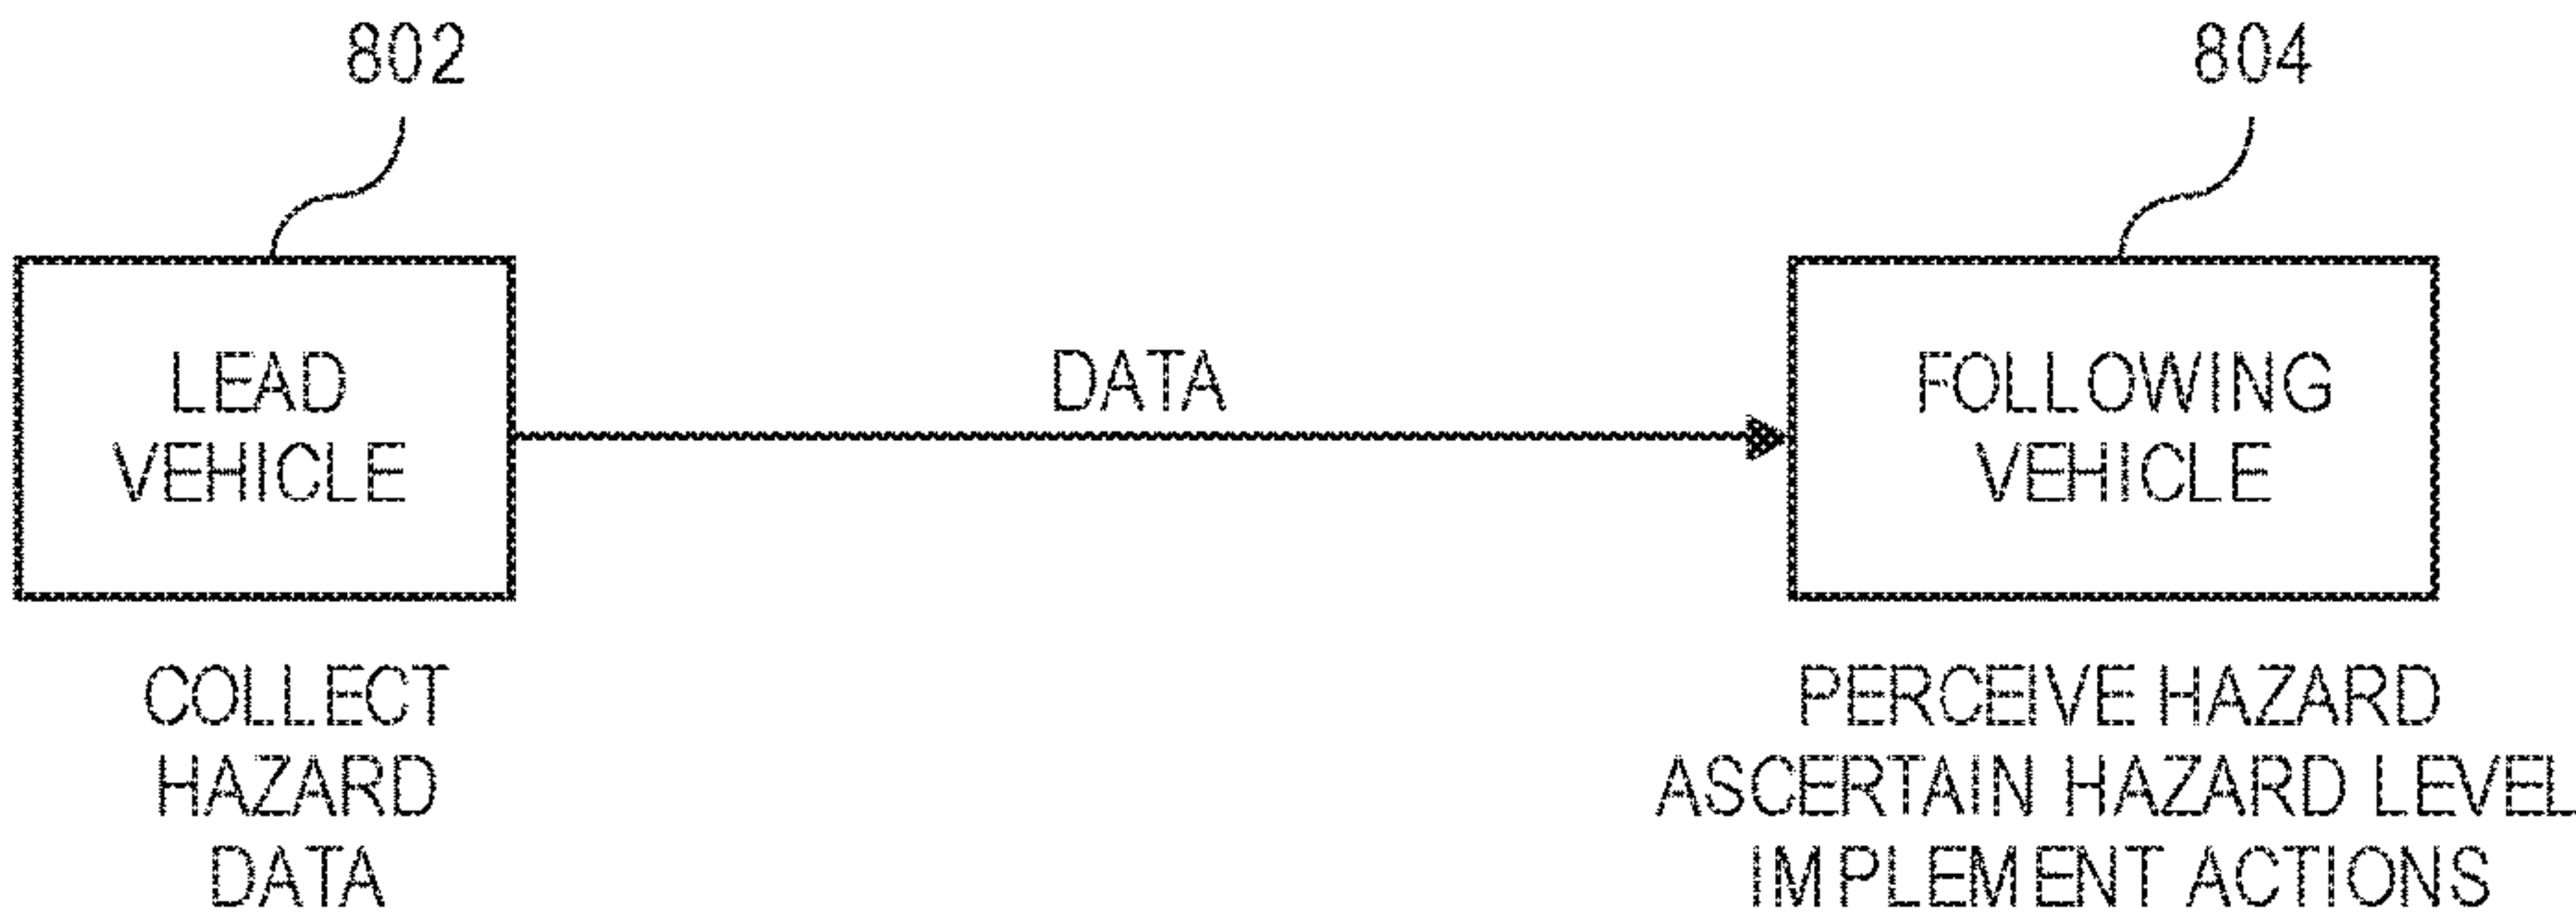 802
804
LEAD
VEHICLE
DATA
FOLLOWING
VEHICLE
COLLECT
HAZARD
DATA
PERCEIVE HAZARD
ASCERTAIN HAZARD LEVEL
IMPLEMENT ACTIONS